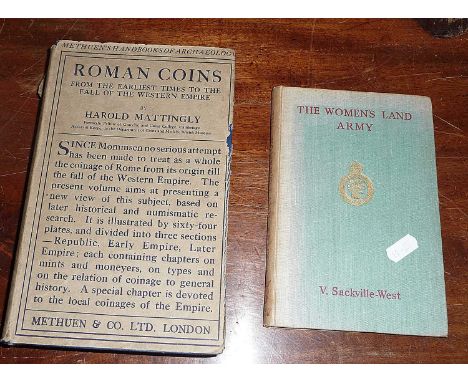 METHUEN'S HANDBOOKS OF ARCHAEOLOGY
ROMAN COINS
FROM THE EARLIEST TIMES TO THE
FALL OF THE WESTERN EMPIRE
BY
HAROLD MATTINGLY
SINCE Mommsen no serious attempt
has been made to treat as a whole
the coinage of Rome from its origin till
the fall of the Western Empire. The
present volume aims at presenting a
new view of this subject, based on
later historical and numismatic re-
search. It is illustrated by sixty-four
plates, and divided into three sections
—Republic, Early Empire, Later
Empire; each containing chapters on
mints and moneyers, on types and
on the relation of coinage to general
history. A special chapter is devoted
to the local coinages of the Empire.
METHUEN & CO. LTD. LONDON
THE WOMEN'S LAND
ARMY
V. Sackville-West